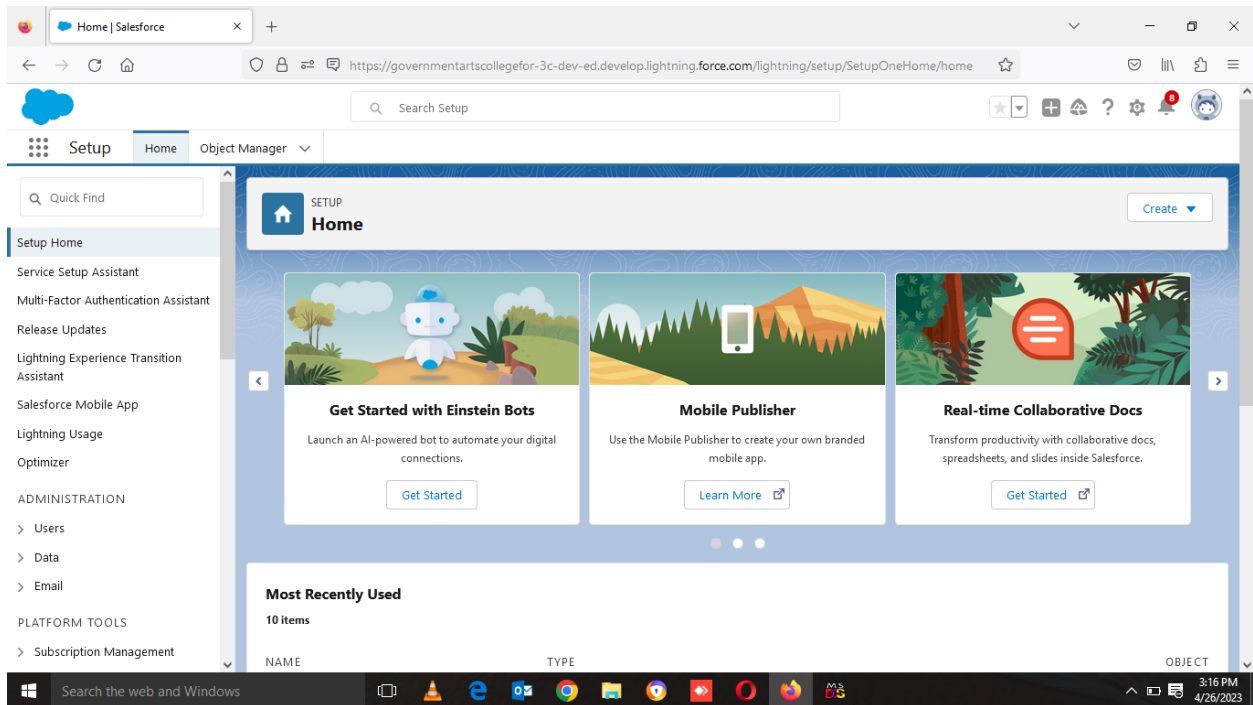 Home | Salesforce
https://governmentartscollegefor-3c-dev-ed.develop.lightning.force.com/lightning/setup/SetupOneHome/home
Search Setup
8
Setup
Home
Object Manager
Quick Find
SETUP
Home
Create
Setup Home
Service Setup Assistant
Multi-Factor Authentication Assistant
Release Updates
Lightning Experience Transition
Assistant
Salesforce Mobile App
Lightning Usage
Optimizer
ADMINISTRATION
Users
Data
Email
PLATFORM TOOLS
Subscription Management
Get Started with Einstein Bots
Launch an AI-powered bot to automate your digital
connections.
Get Started
Mobile Publisher
Use the Mobile Publisher to create your own branded
mobile app.
Learn More
Real-time Collaborative Docs
Transform productivity with collaborative docs,
spreadsheets, and slides inside Salesforce.
Get Started
Most Recently Used
10 items
NAME
TYPE
OBJECT
Search the web and Windows
3:16 PM
4/26/2023